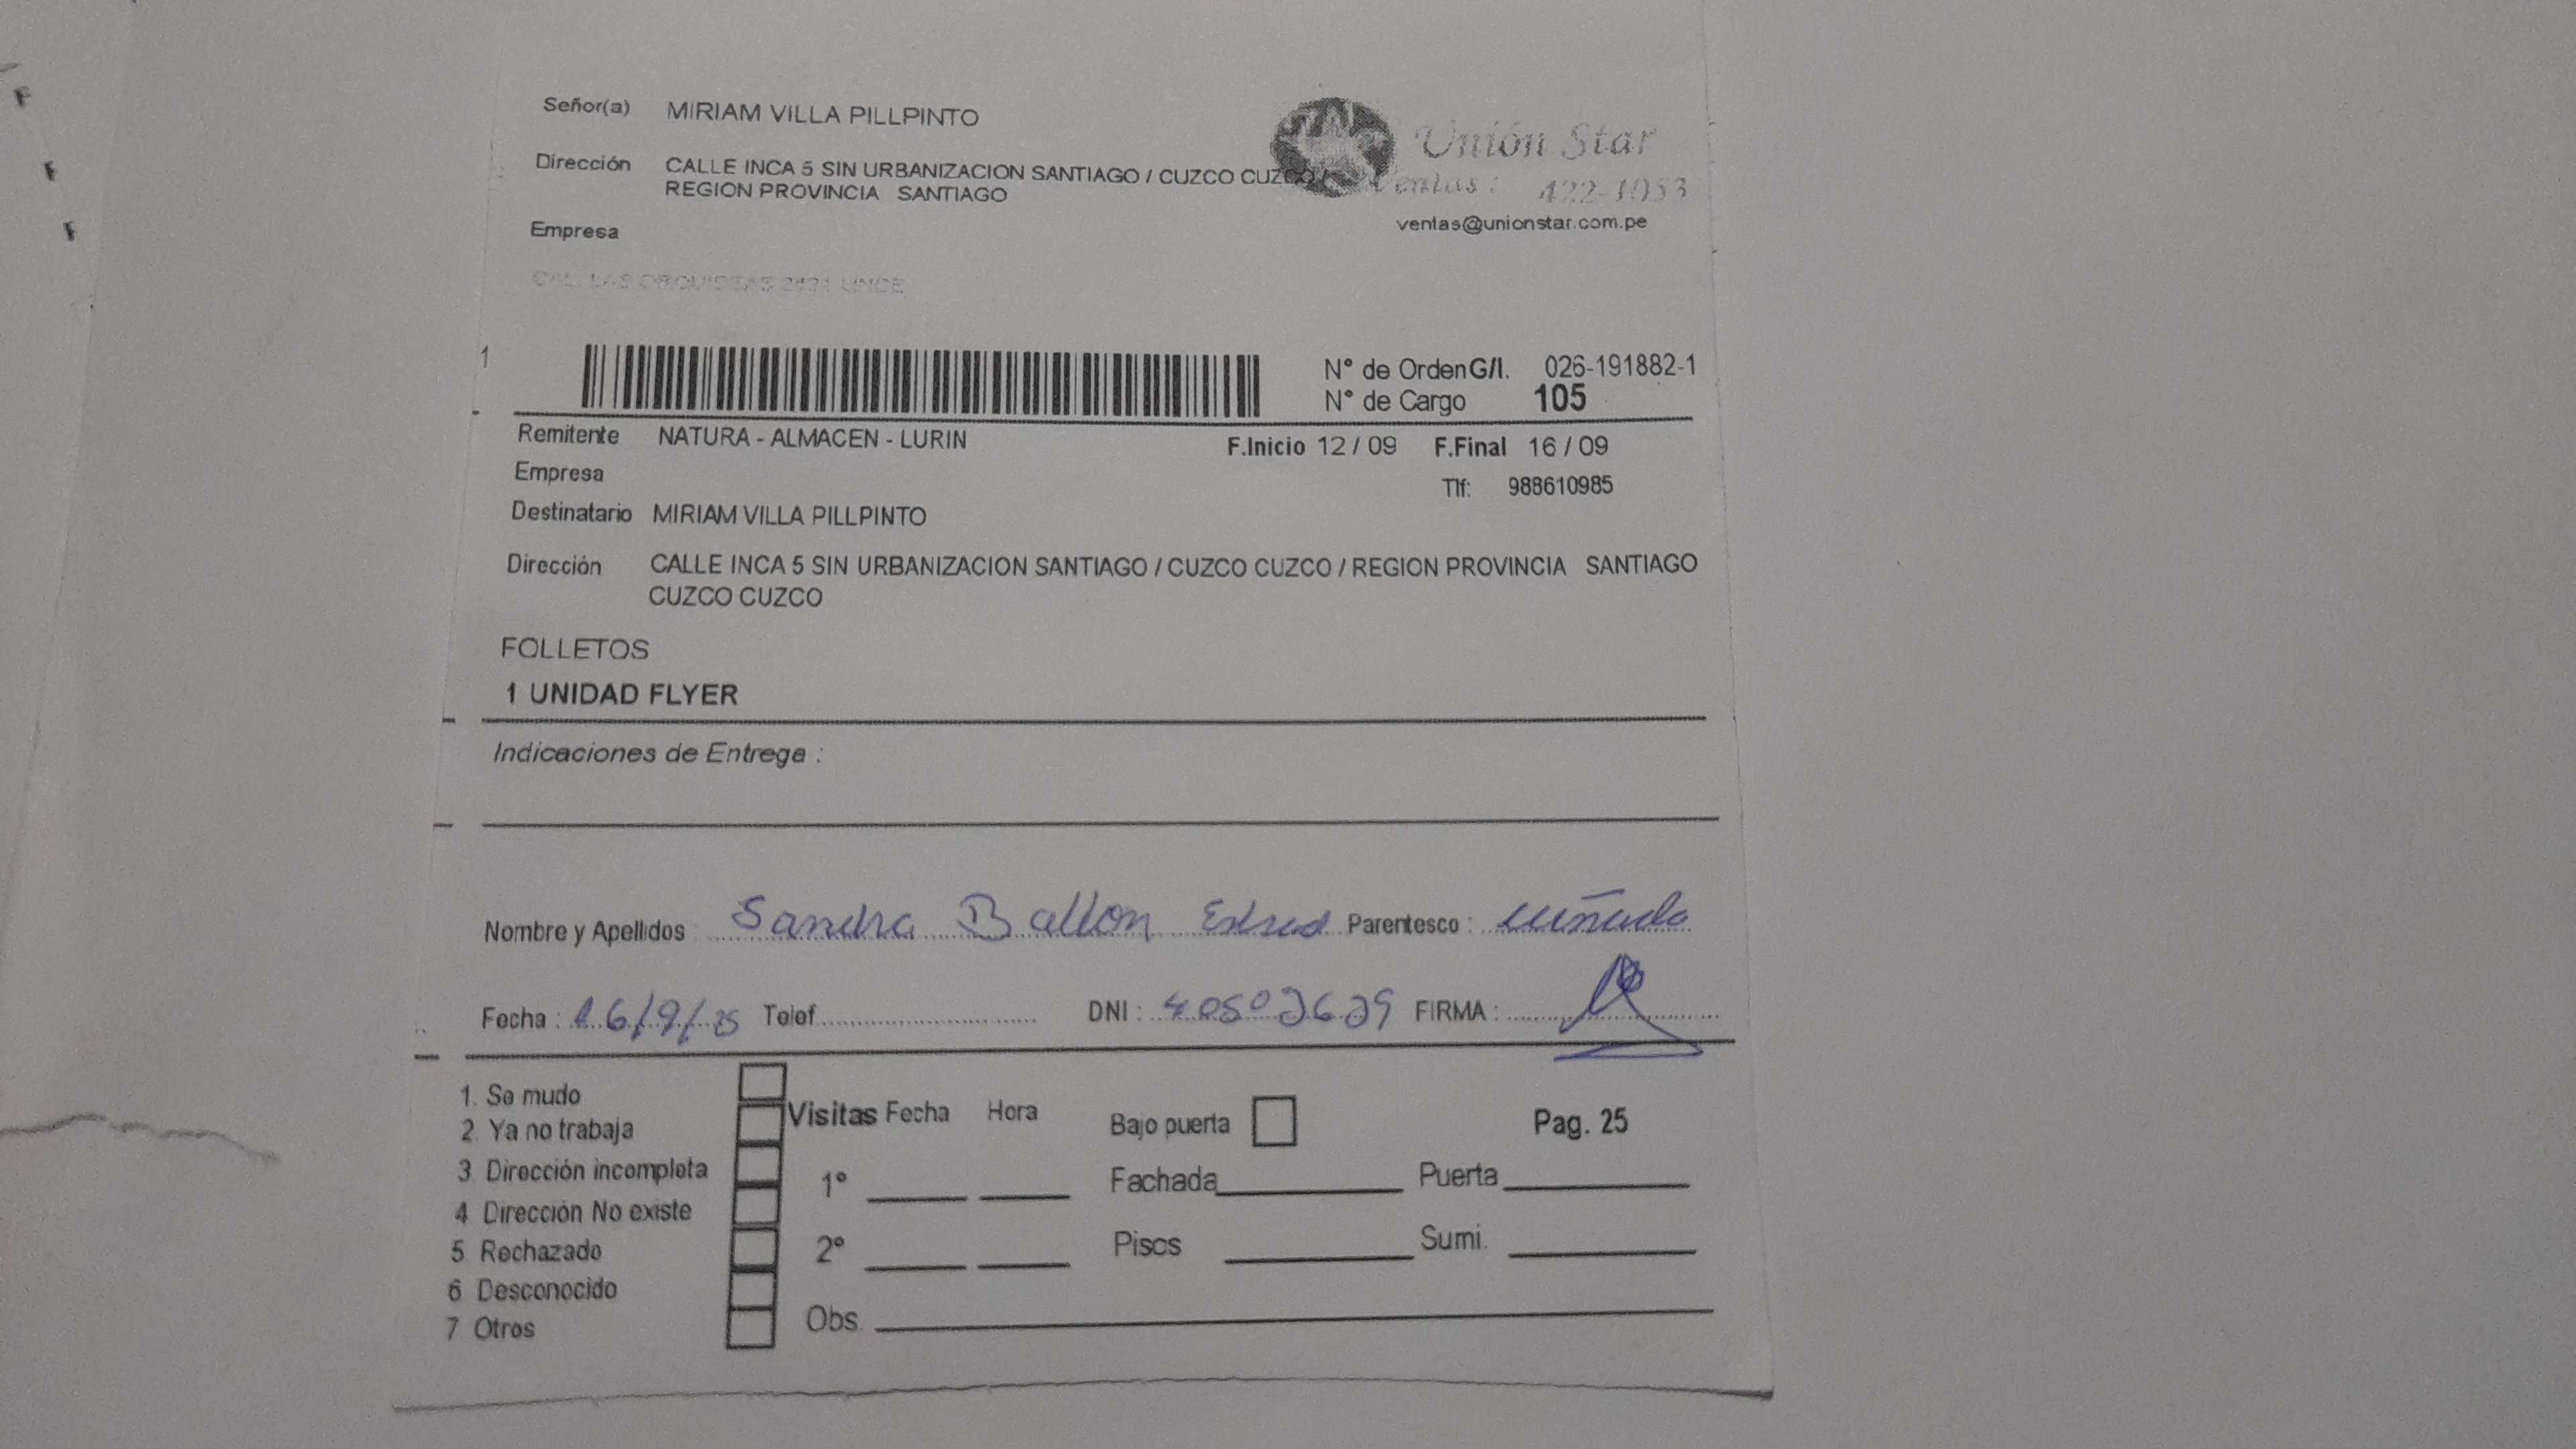 Señor(a) MIRIAM VILLA PILLPINTO
Unión Star
Dirección CALLE INCA 5 SIN URBANIZACION SANTIAGO / CUZCO CUZCO /
REGION PROVINCIA SANTIAGO
Ventas : 422-1053
ventas@unionstar.com.pe
Empresa
CAL. LAS ORQUIDEAS LINCE
1
N° de Orden G/I. 026-191882-1
N° de Cargo 105
Remitente NATURA - ALMACEN - LURIN F.Inicio 12 / 09 F.Final 16 / 09
Empresa
Tlf: 988610985
Destinatario MIRIAM VILLA PILLPINTO
Dirección CALLE INCA 5 SIN URBANIZACION SANTIAGO / CUZCO CUZCO / REGION PROVINCIA SANTIAGO
CUZCO CUZCO
FOLLETOS
1 UNIDAD FLYER
Indicaciones de Entrega :
Nombre y Apellidos Sandra Ballon Parentesco : cuñada
Fecha : 16/9/25 Telef DNI : 40502629 FIRMA :
1. Se mudo
2 Ya no trabaja
3 Dirección incompleta
4 Dirección No existe
5 Rechazado
6 Desconocido
7 Otros
Visitas Fecha Hora
1°
2°
Obs.
Bajo puerta
Pag. 25
Fachada Puerta
Pisos Sumi.